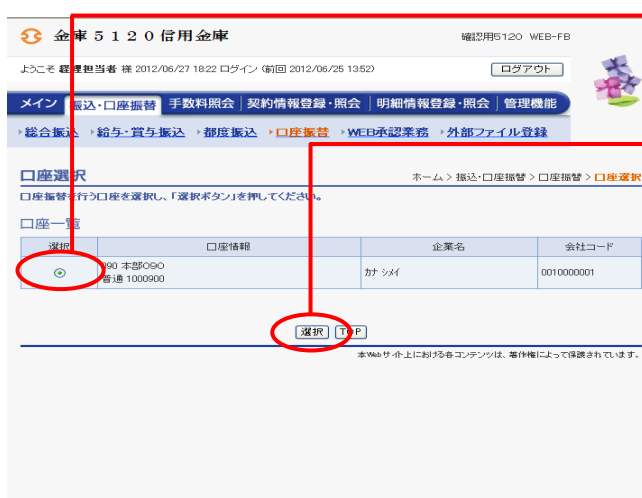 金庫５１２０信用金庫
確認用5120 WEB-FB
ようこそ 経理担当者 様 2012/06/27 18:22 ログイン (前回 2012/06/25 13:52)
ログアウト
メイン 振込・口座振替 手数料照会 契約情報登録・照会 明細情報登録・照会 管理機能
総合振込 給与・賞与振込 都度振込 口座振替 WEB承認業務 外部ファイル登録
口座選択
ホーム > 振込・口座振替 > 口座振替 > 口座選択
口座振替を行う口座を選択し、「選択ボタン」を押してください。
口座一覧
選択 口座情報 企業名 会社コード
090 本部090 カナ シメイ 0010000001
普通 1000900
選択 TOP
本Webサイト上における各コンテンツは、著作権によって保護されています。